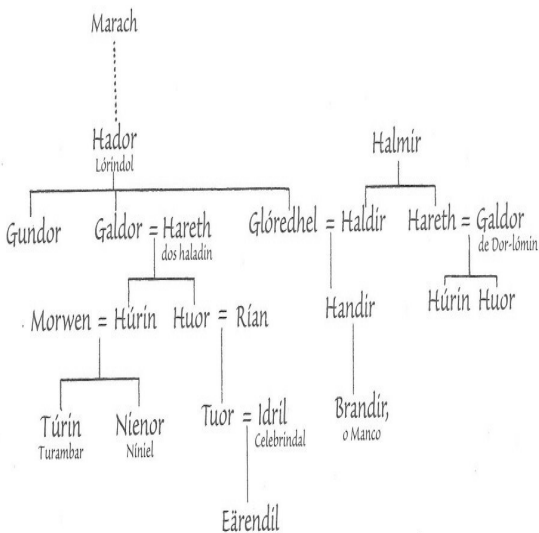 Marach
Hador
Lórindol
Halmir
Gundor Galdor = Hareth Glóredhel = Haldir Hareth = Galdor
dos haladin de Dor-lómin
Morwen = Húrin Huor = Rían Handir Húrin Huor
Túrin Nienor Tuor = Idril Brandir,
Turambar Níniel Celebrindal o Manco
Eärendil